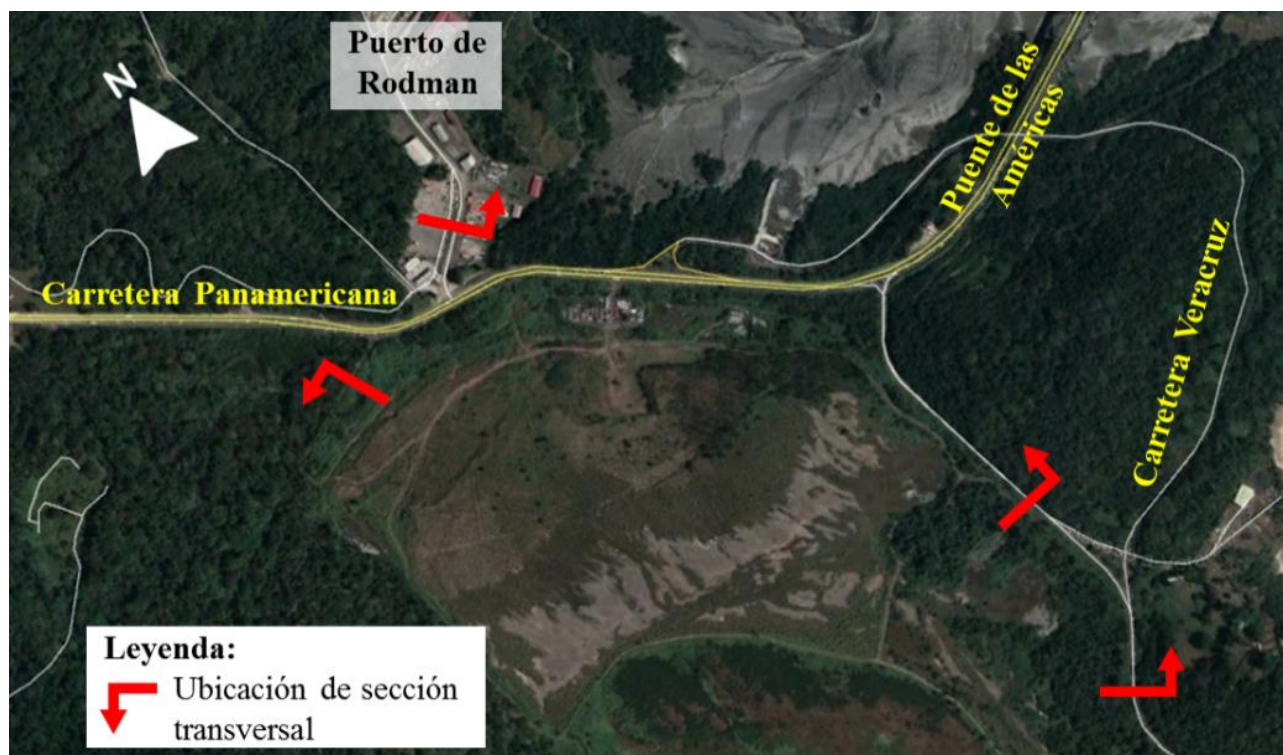 Puerto de
Rodman
N
Puente de las
Américas
Carretera Panamericana
Carretera Veracruz
Leyenda:
Ubicación de sección
transversal